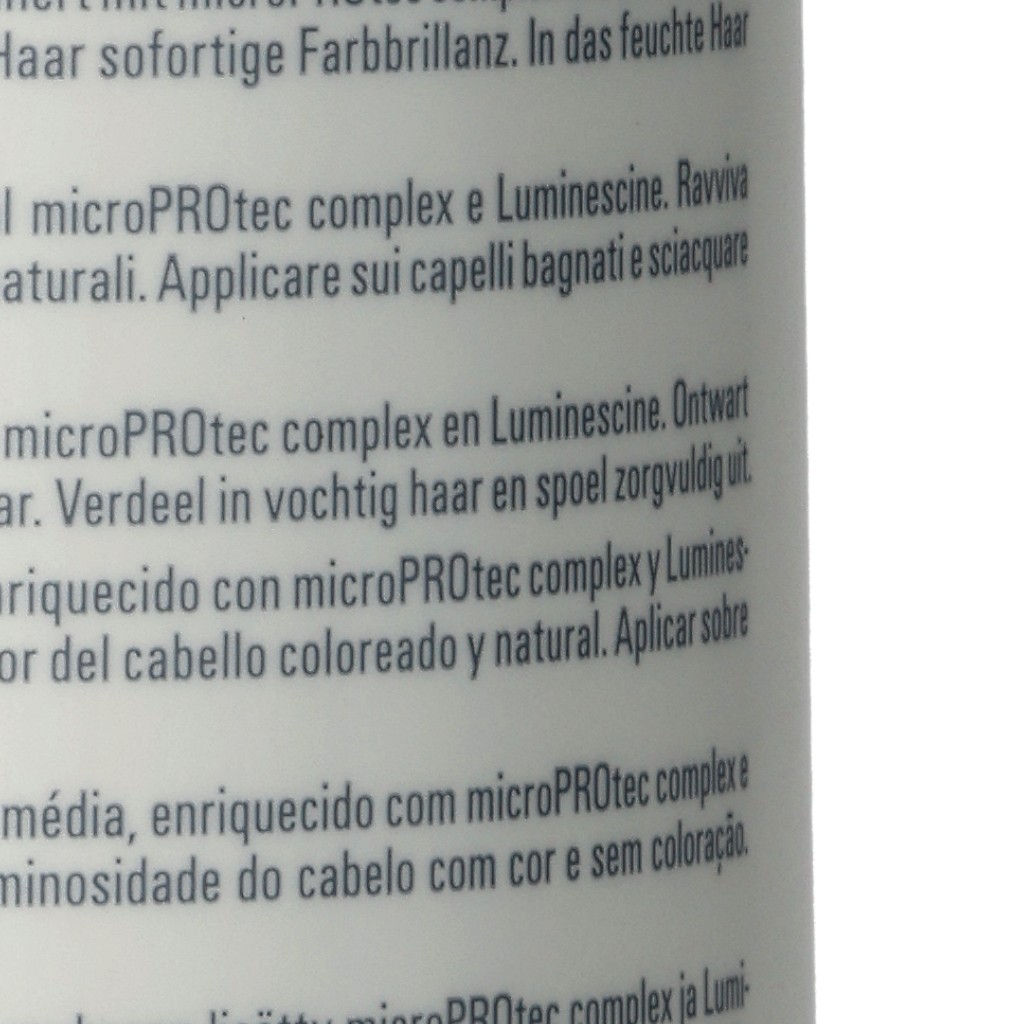 Haar sofortige Farbbrillanz. In das feuchte Haar
microPROtec complex e Luminescine. Ravviva
aturali. Applicare sui capelli bagnati e sciacquare
microPROtec complex en Luminescine. Ontwart
ar. Verdeel in vochtig haar en spoel zorgvuldig uit.
nriquecido con microPROtec complex y Lumines-
or del cabello coloreado y natural. Aplicar sobre
média, enriquecido com microPROtec complex e
minosidade do cabelo com cor e sem coloração.
microPROtec complex ja Lumi-